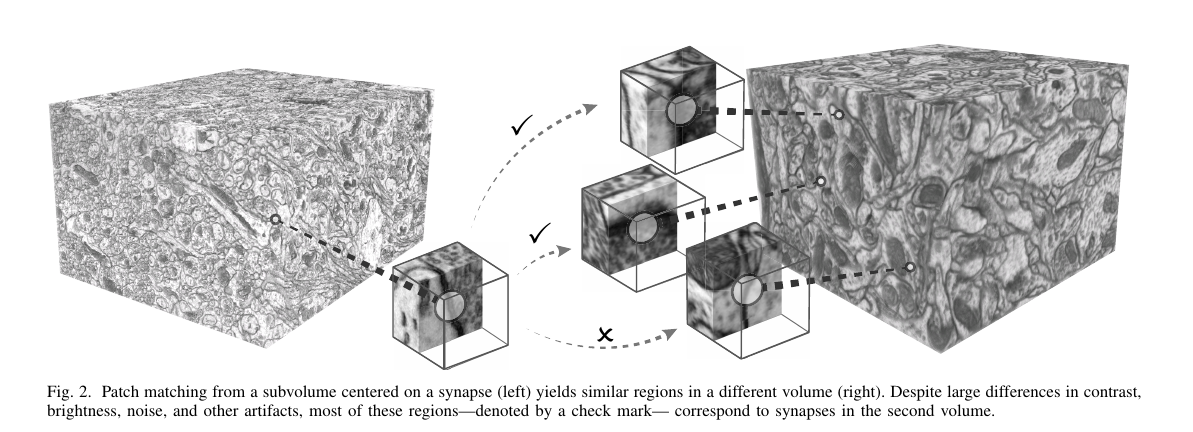 Fig. 2. Patch matching from a subvolume centered on a synapse (left) yields similar regions in a different volume (right). Despite large differences in contrast,
brightness, noise, and other artifacts, most of these regions—denoted by a check mark— correspond to synapses in the second volume.